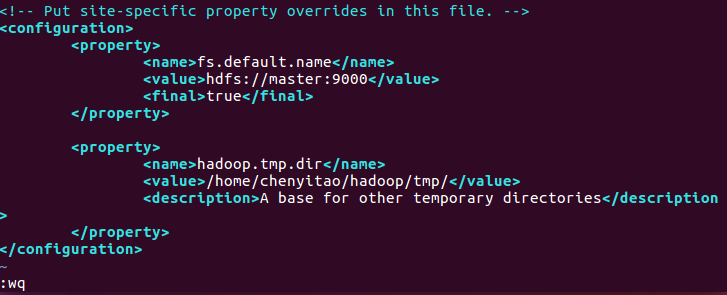 <!-- Put site-specific property overrides in this file. -->
<configuration>
        <property>
                <name>fs.default.name</name>
                <value>hdfs://master:9000</value>
                <final>true</final>
        </property>

        <property>
                <name>hadoop.tmp.dir</name>
                <value>/home/chenyitao/hadoop/tmp/</value>
                <description>A base for other temporary directories</description
>
        </property>
</configuration>
~
:wq